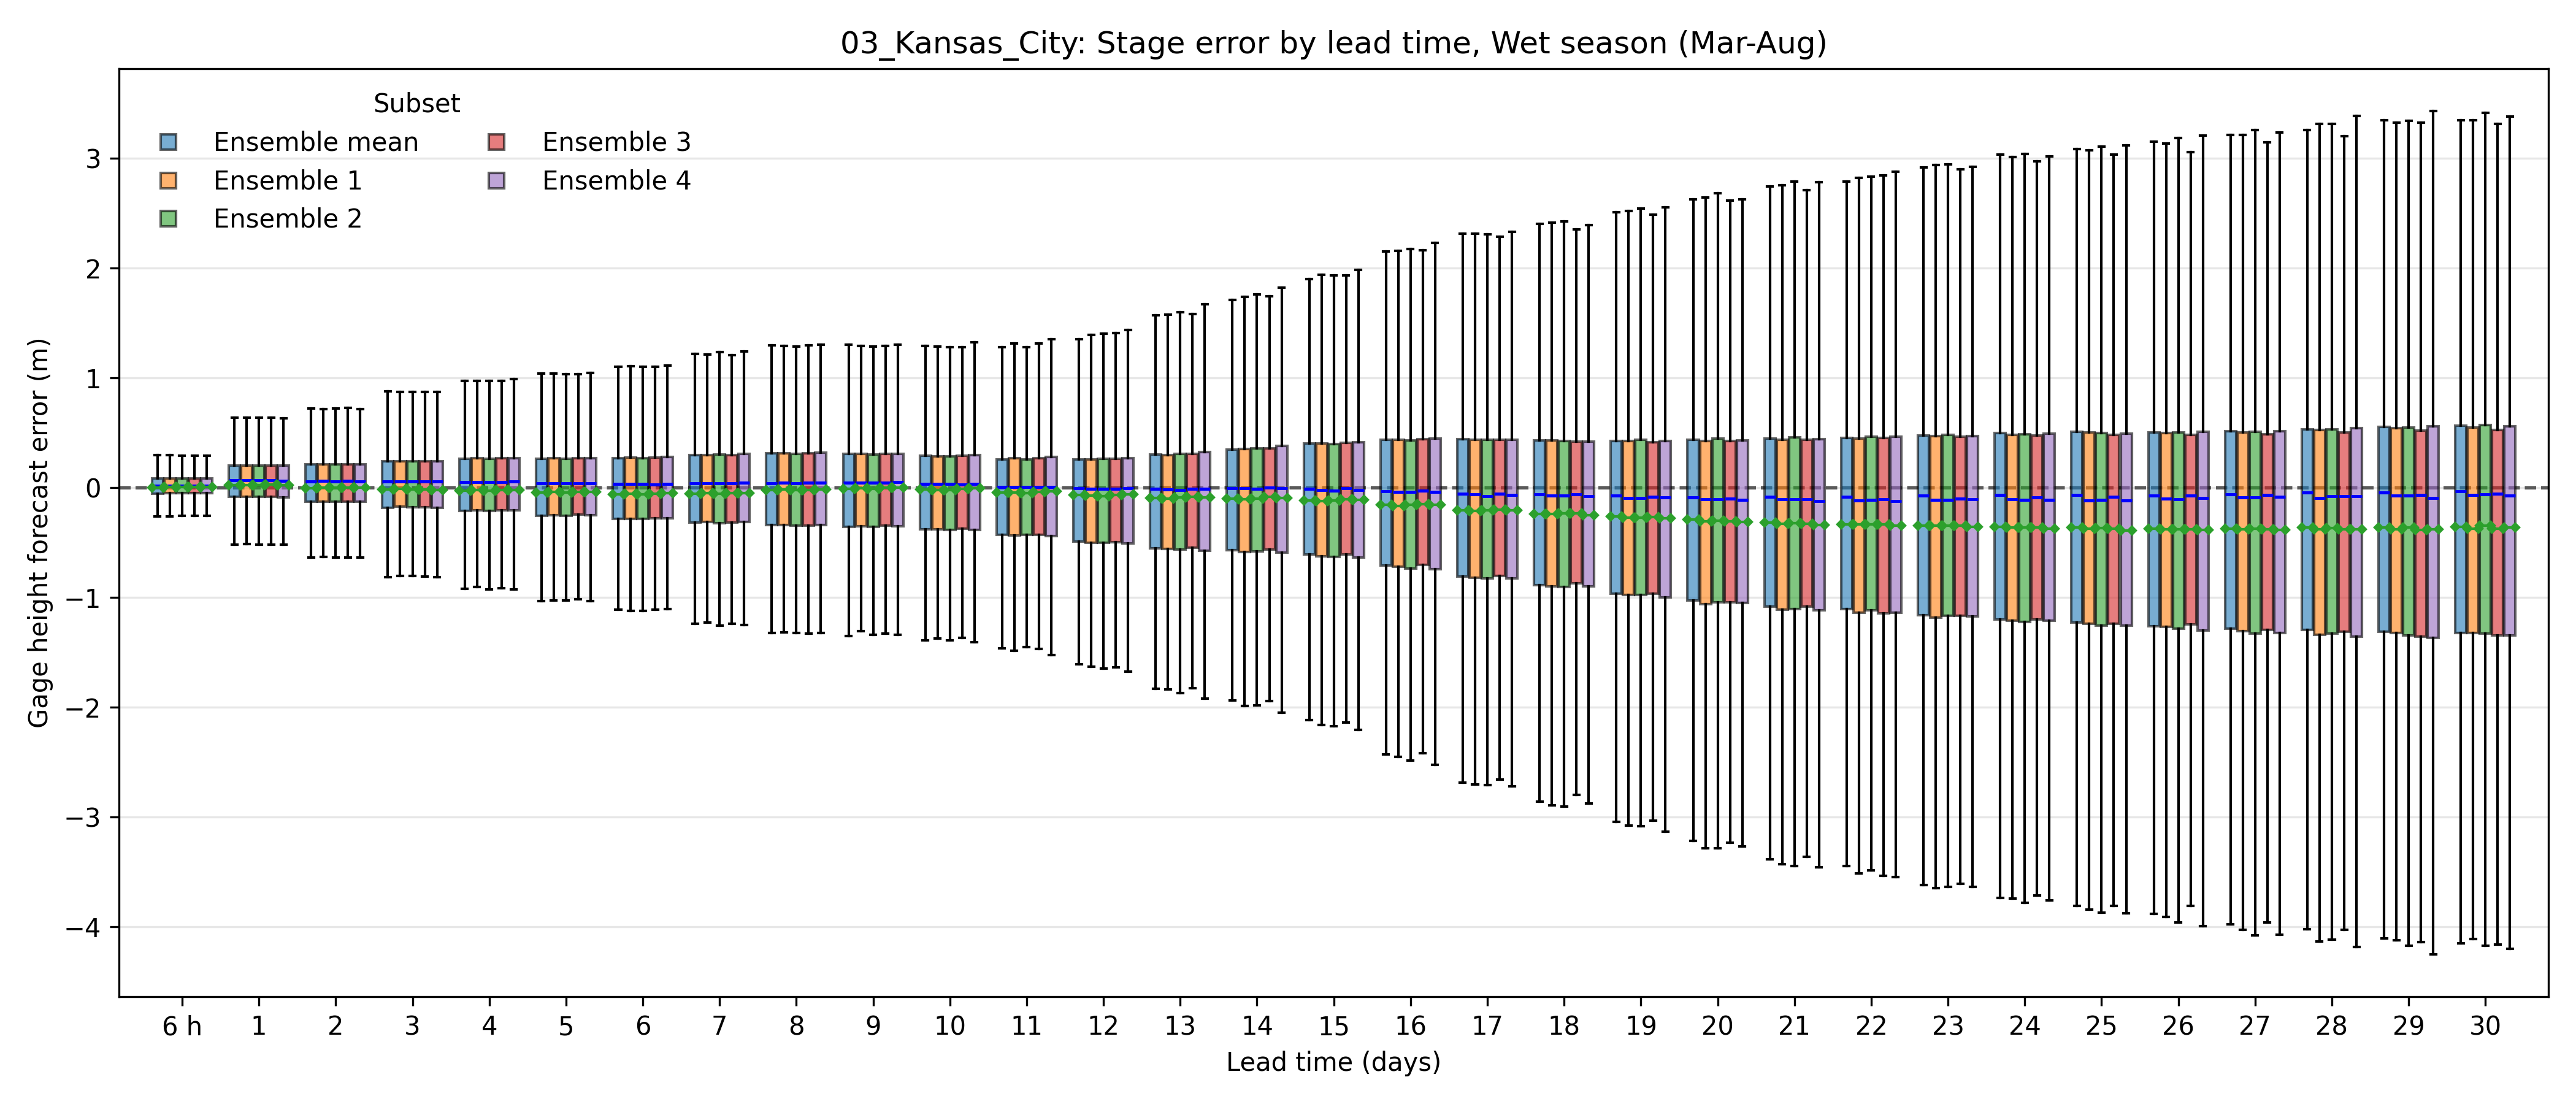 03_Kansas_City: Stage error by lead time, Wet season (Mar-Aug)
Subset
Ensemble mean
Ensemble 1
Ensemble 2
Ensemble 3
Ensemble 4
Gage height forecast error (m)
3
2
1
0
−1
−2
−3
−4
6 h 1 2 3 4 5 6 7 8 9 10 11 12 13 14 15 16 17 18 19 20 21 22 23 24 25 26 27 28 29 30
Lead time (days)